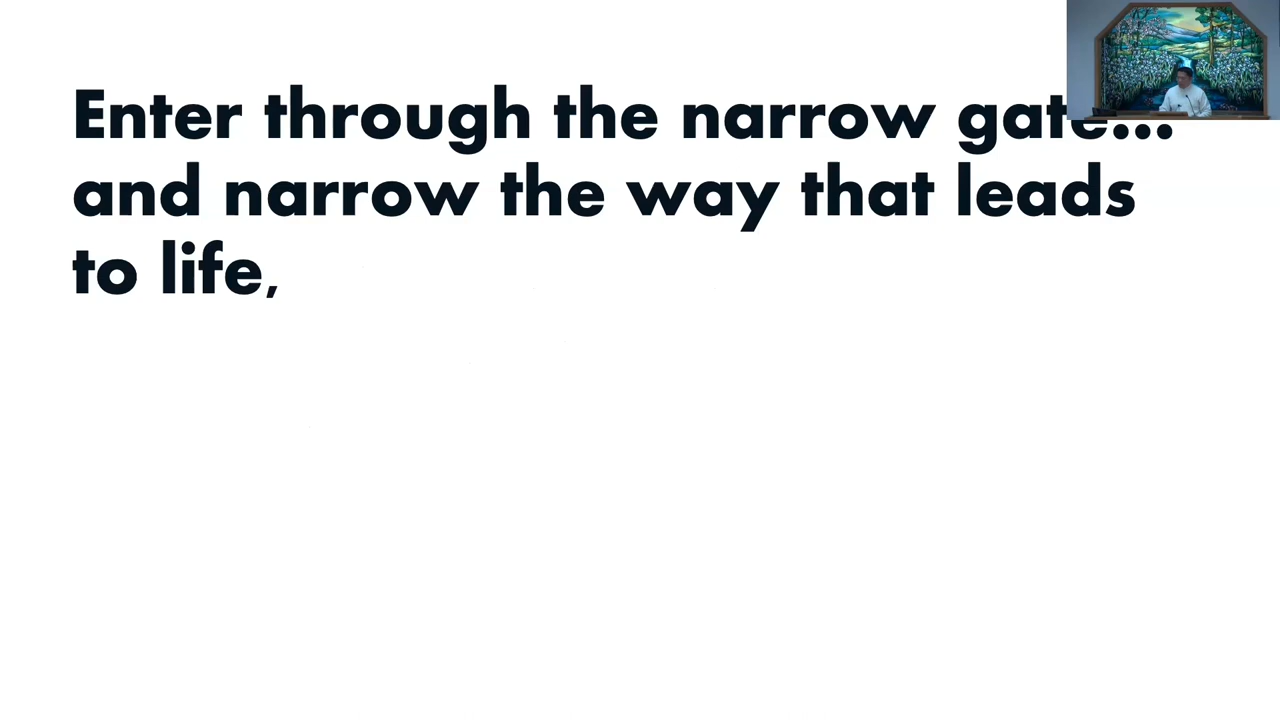 Enter through the narrow gate...
and narrow the way that leads
to life,